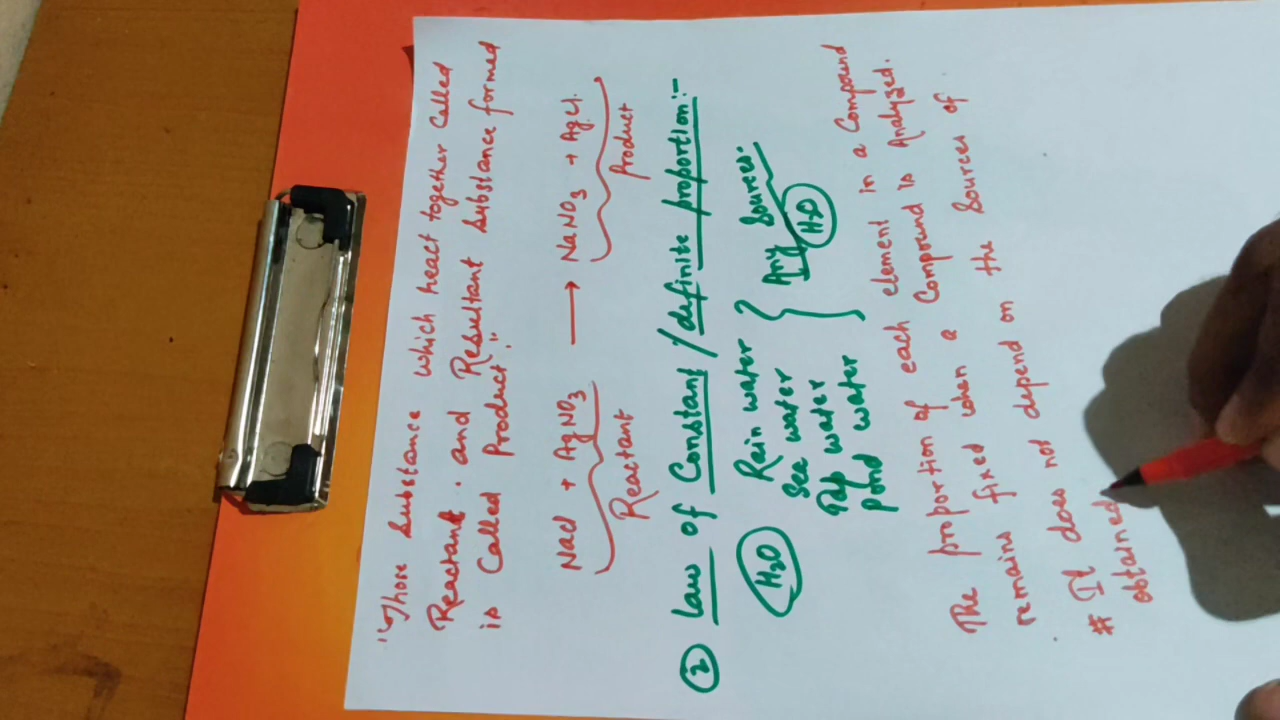 "Those substance which react together called
Reactant. and Resultant substance formed
is called Product."
Nacl + AgNO3 → NaNO3 + Agcl.
Reactant Product
② Law of Constant / definite proportion:-
H2O Rain water
Sea water
Tap water
pond water
Any Sources.
H2O
The proportion of each element in a Compound
remains fixed when a Compound is Analyzed.
# It does not depend on the Sources of
obtained